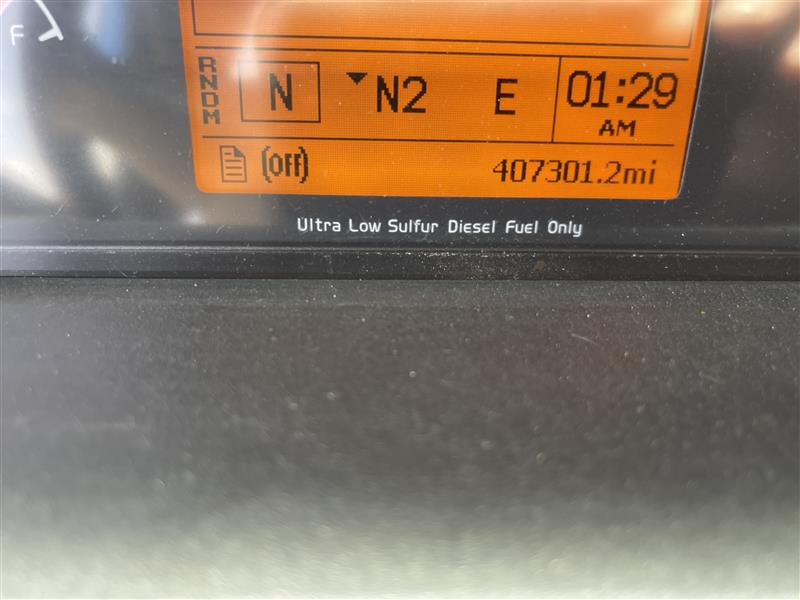 F
RNDM
N N2 E 01:29
AM
(OFF) 407301.2mi
Ultra Low Sulfur Diesel Fuel Only